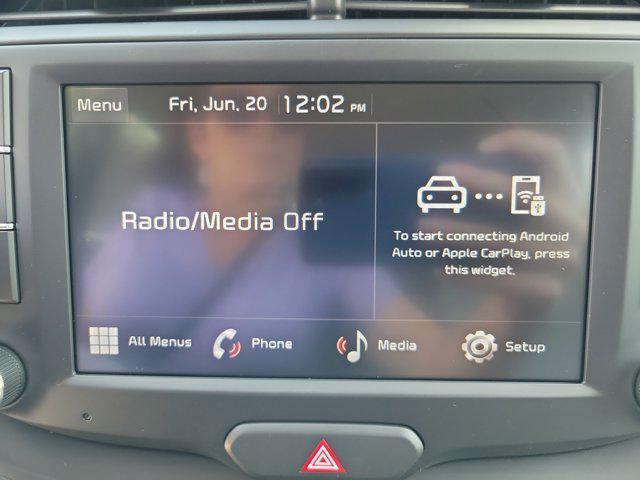 Menu Fri, Jun. 20 12:02 PM
Radio/Media Off
To start connecting Android
Auto or Apple CarPlay, press
this widget.
All Menus Phone Media Setup